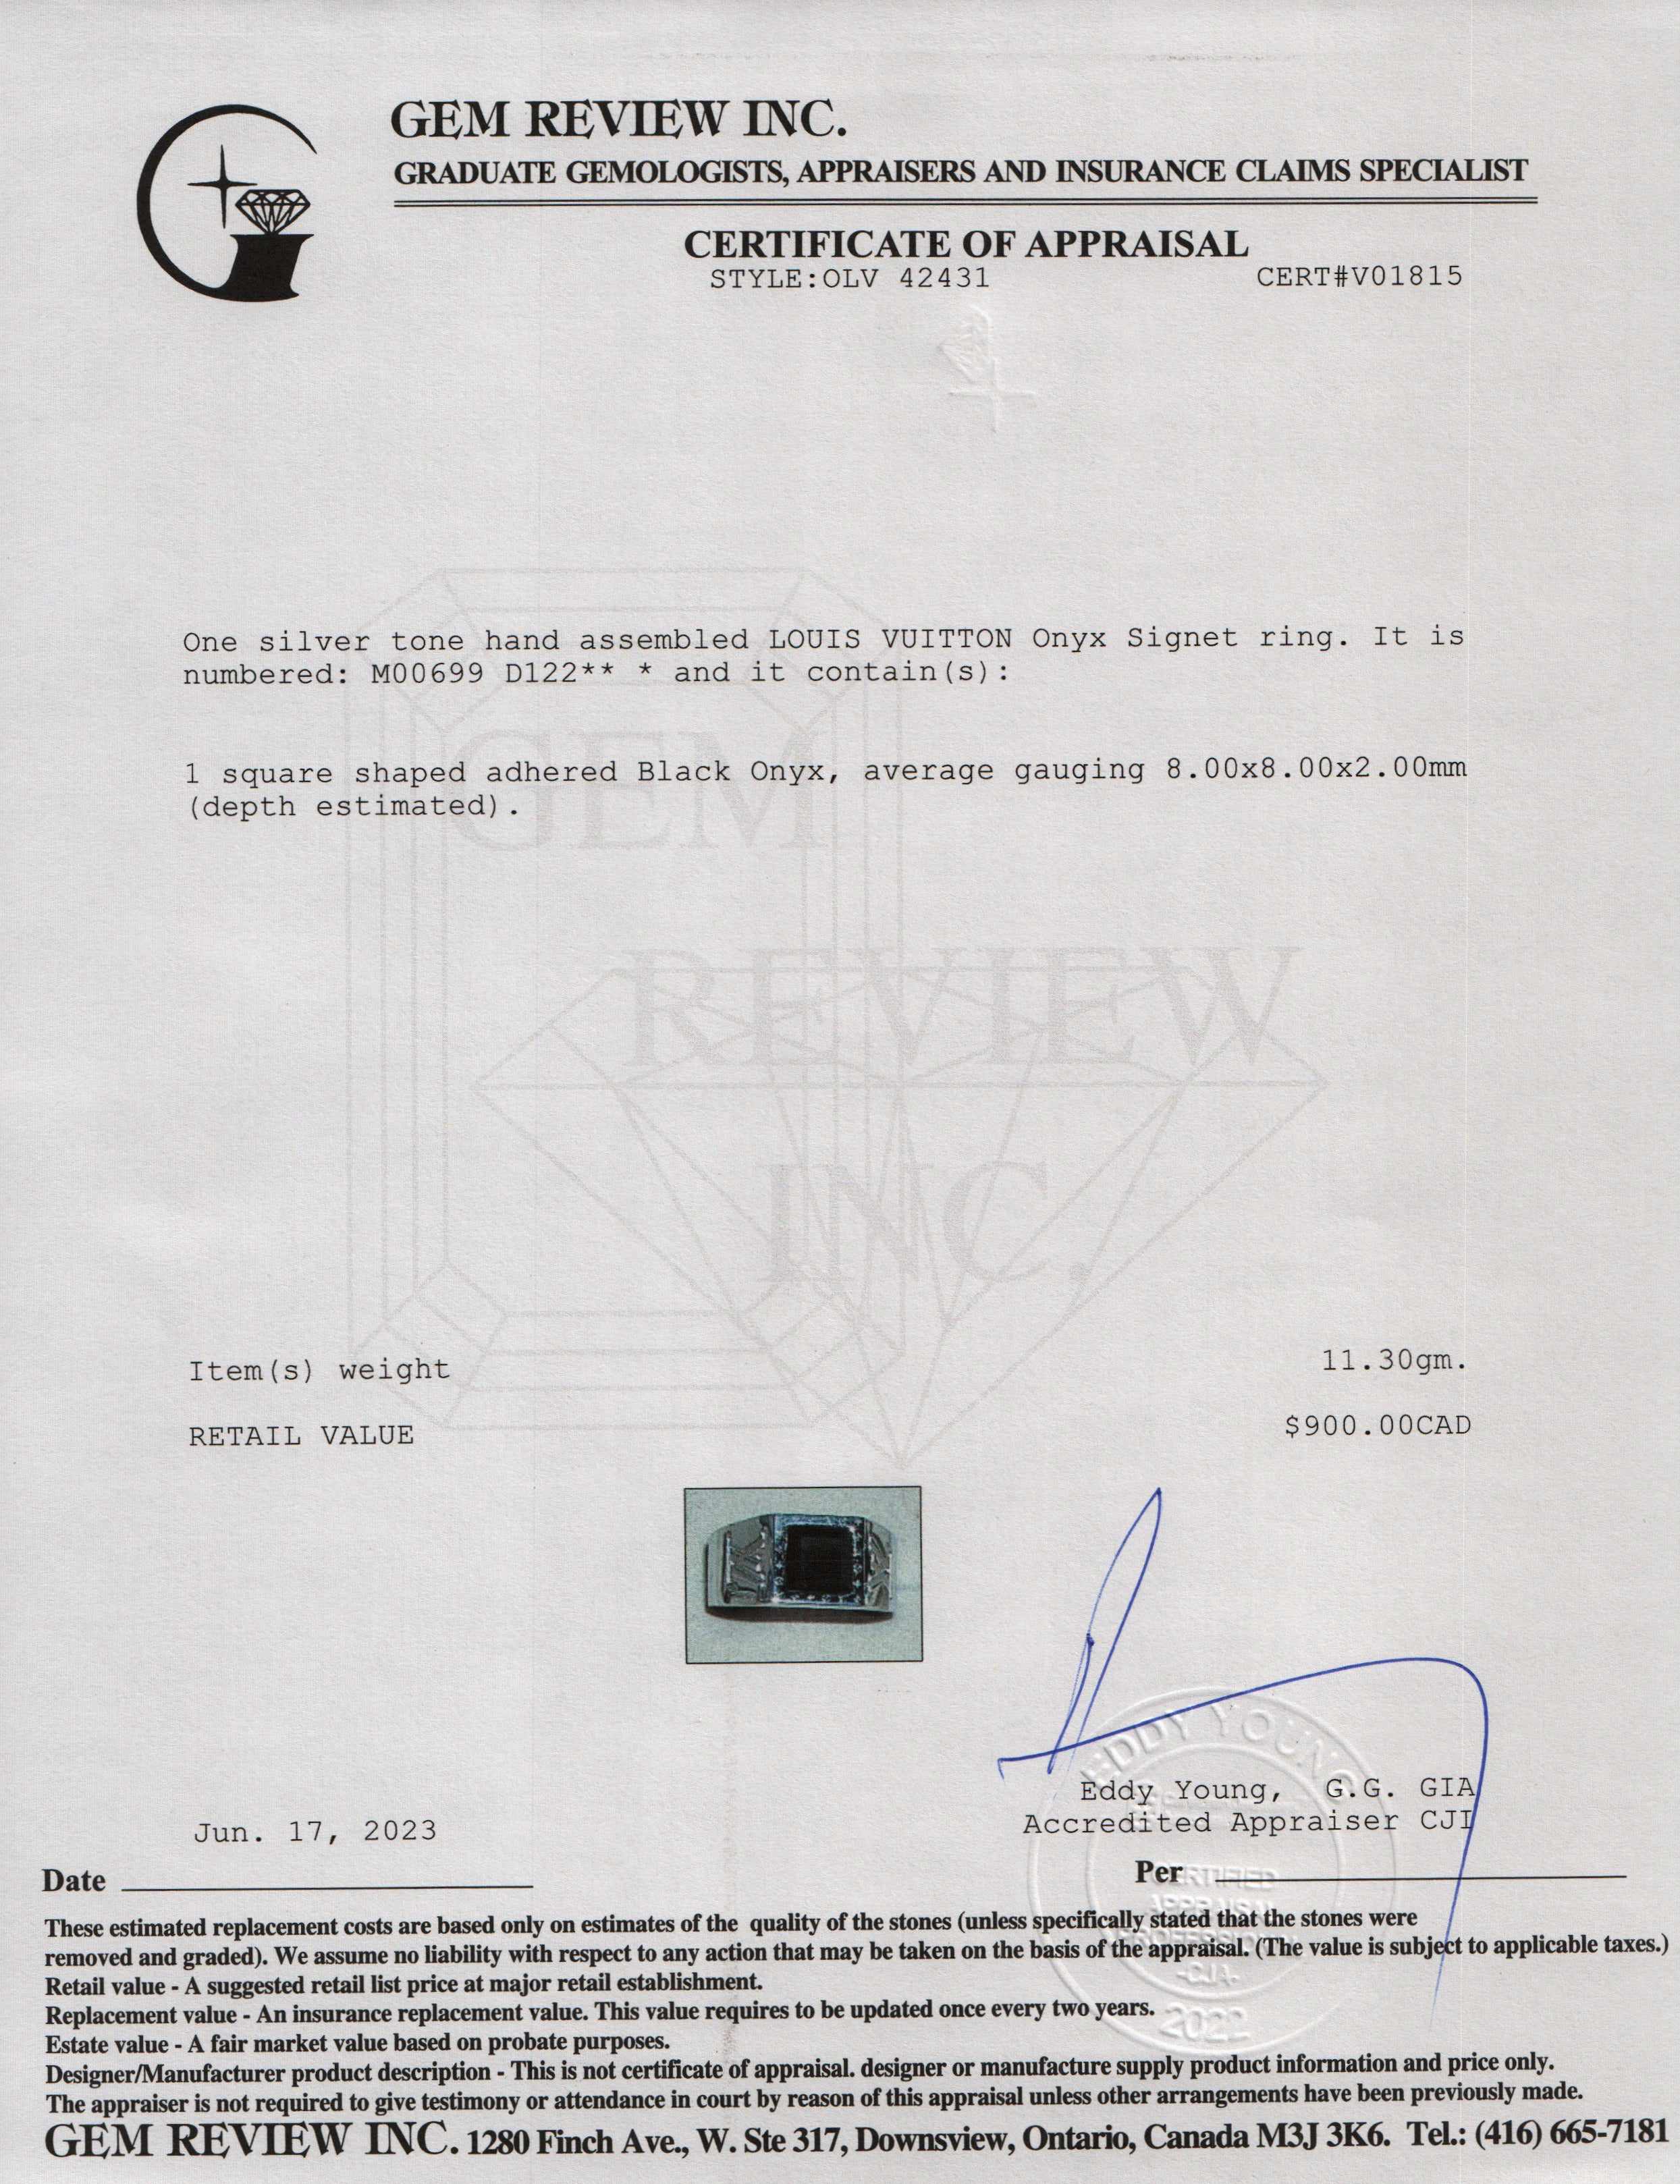 GEM REVIEW INC.
GRADUATE GEMOLOGISTS, APPRAISERS AND INSURANCE CLAIMS SPECIALIST
CERTIFICATE OF APPRAISAL
STYLE:OLV 42431 CERT#V01815
One silver tone hand assembled LOUIS VUITTON Onyx Signet ring. It is
numbered: M00699 D122** * and it contain(s):
1 square shaped adhered Black Onyx, average gauging 8.00x8.00x2.00mm
(depth estimated).
GEM
REVIEW
INC.
Item(s) weight 11.30gm.
RETAIL VALUE $900.00CAD
EDDY YOUNG
Eddy Young, G.G. GIA
Accredited Appraiser CJI
Jun. 17, 2023
Date
Per
CERTIFIED
APPRAISAL
PROFESSIONAL
-CJA-
2022
These estimated replacement costs are based only on estimates of the quality of the stones (unless specifically stated that the stones were
removed and graded). We assume no liability with respect to any action that may be taken on the basis of the appraisal. (The value is subject to applicable taxes.)
Retail value - A suggested retail list price at major retail establishment.
Replacement value - An insurance replacement value. This value requires to be updated once every two years.
Estate value - A fair market value based on probate purposes.
Designer/Manufacturer product description - This is not certificate of appraisal. designer or manufacture supply product information and price only.
The appraiser is not required to give testimony or attendance in court by reason of this appraisal unless other arrangements have been previously made.
GEM REVIEW INC. 1280 Finch Ave., W. Ste 317, Downsview, Ontario, Canada M3J 3K6. Tel.: (416) 665-7181